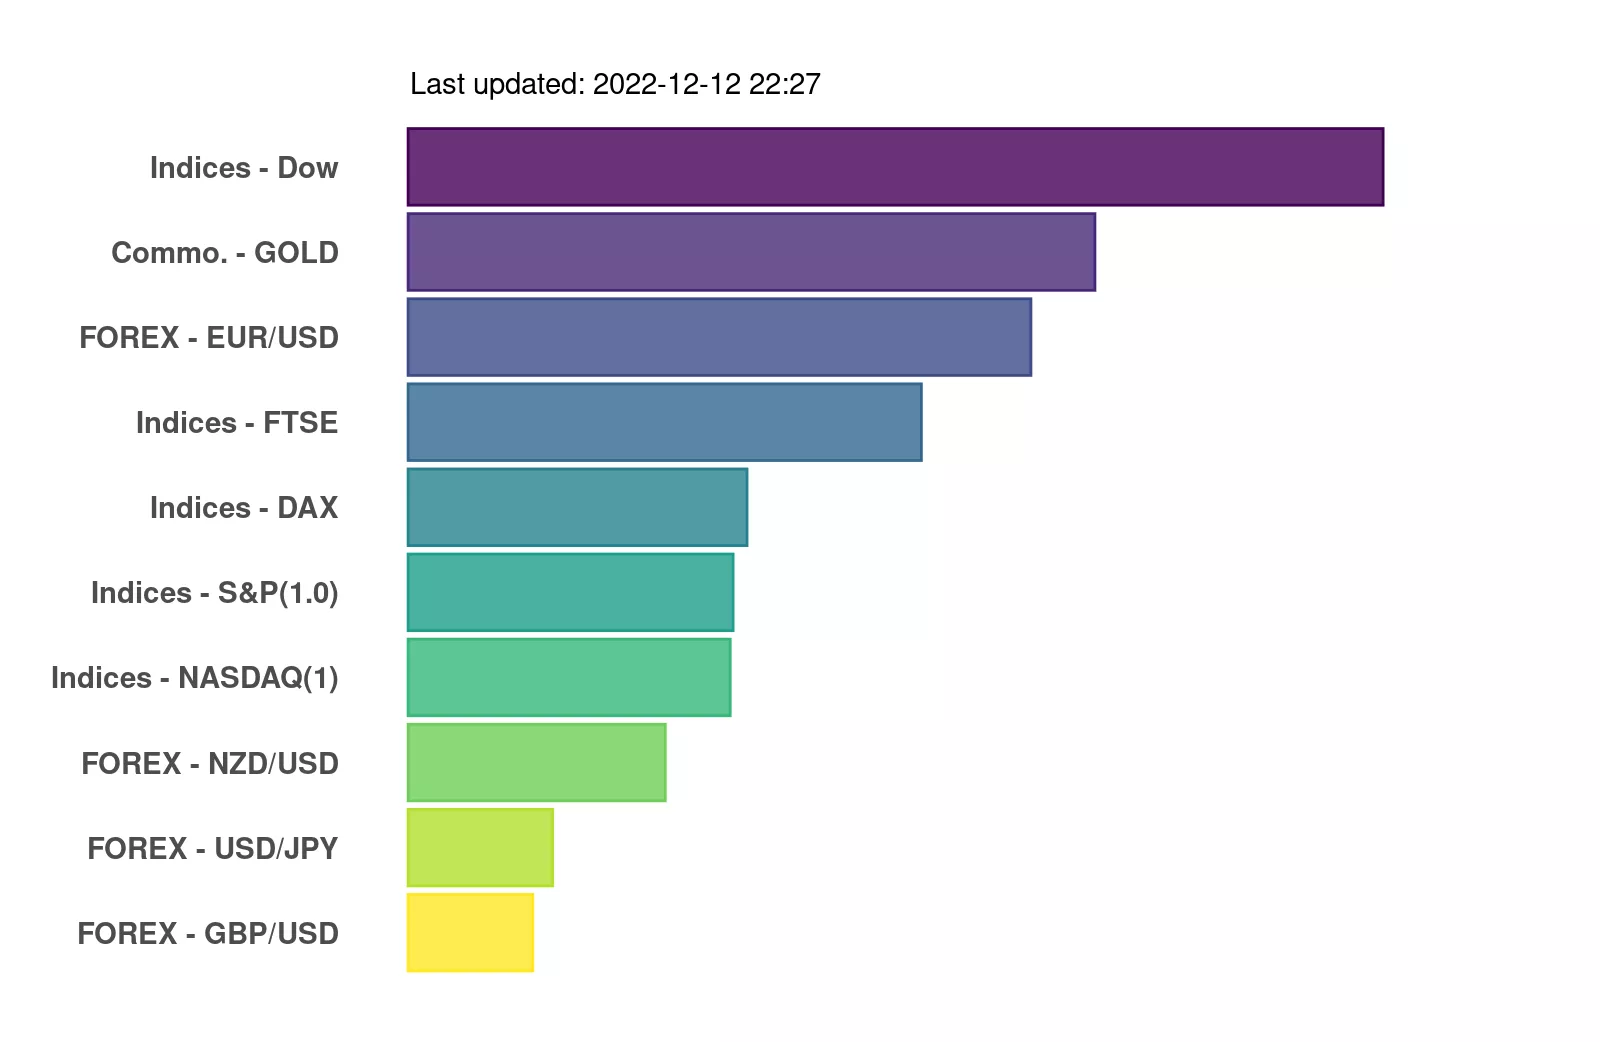 Last updated: 2022-12-12 22:27
Indices - Dow
Commo. - GOLD
FOREX - EUR/USD
Indices - FTSE
Indices - DAX
Indices - S&P(1.0)
Indices - NASDAQ(1)
FOREX - NZD/USD
FOREX - USD/JPY
FOREX - GBP/USD